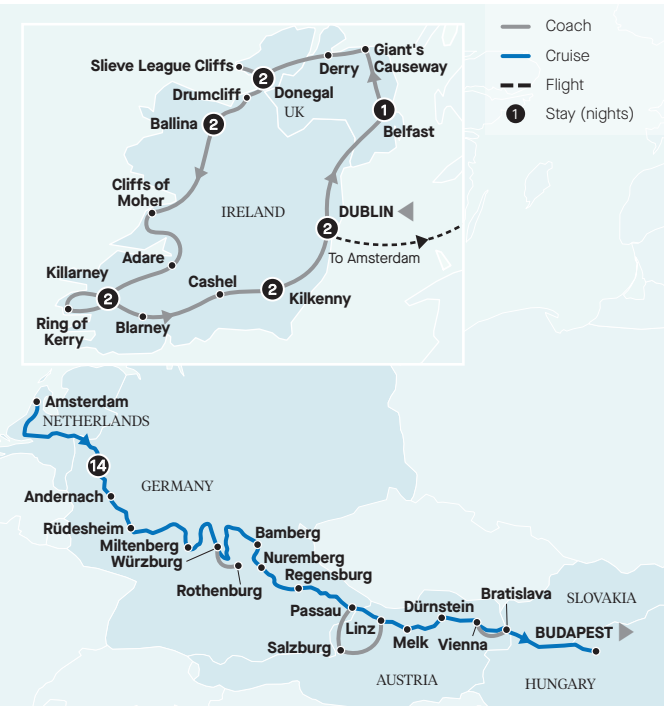 Coach
Cruise
Flight
1 Stay (nights)
Slieve League Cliffs
2
Donegal
Derry
Giant's
Causeway
Drumcliff
UK
Ballina
2
1
Belfast
Cliffs of
Moher
IRELAND
DUBLIN
2
To Amsterdam
Adare
Killarney
2
Cashel
2
Kilkenny
Ring of
Kerry
Blarney
Amsterdam
NETHERLANDS
14
GERMANY
Andernach
Rüdesheim
Miltenberg
Würzburg
Rothenburg
Bamberg
Nuremberg
Regensburg
Passau
Linz
Salzburg
Dürnstein
Melk
Vienna
Bratislava
SLOVAKIA
BUDAPEST
AUSTRIA
HUNGARY